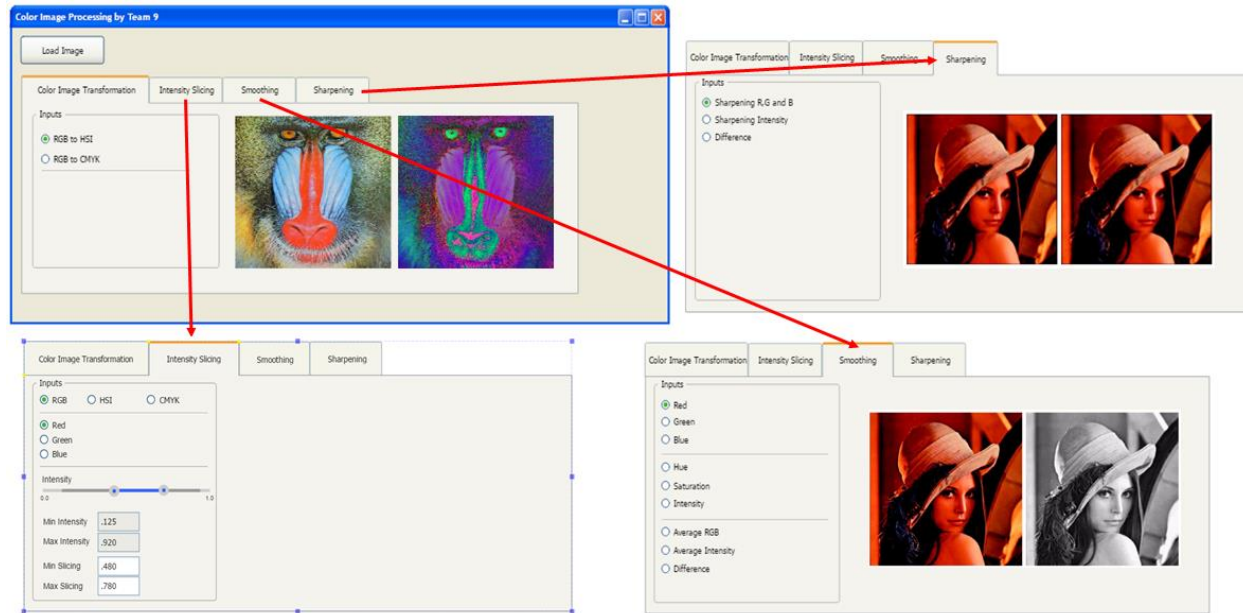 Color Image Processing by Team 9
Load Image
Color Image Transformation Intensity Slicing Smoothing Sharpening
Inputs
RGB to HSI
RGB to CMYK
Color Image Transformation Intensity Slicing Smoothing Sharpening
Inputs
Sharpening R,G and B
Sharpening Intensity
Difference
Color Image Transformation Intensity Slicing Smoothing Sharpening
Inputs
RGB HSI CMYK
Red
Green
Blue
Intensity
0.0 1.0
Min Intensity .125
Max Intensity .920
Min Slicing .480
Max Slicing .780
Color Image Transformation Intensity Slicing Smoothing Sharpening
Inputs
Red
Green
Blue
Hue
Saturation
Intensity
Average RGB
Average Intensity
Difference